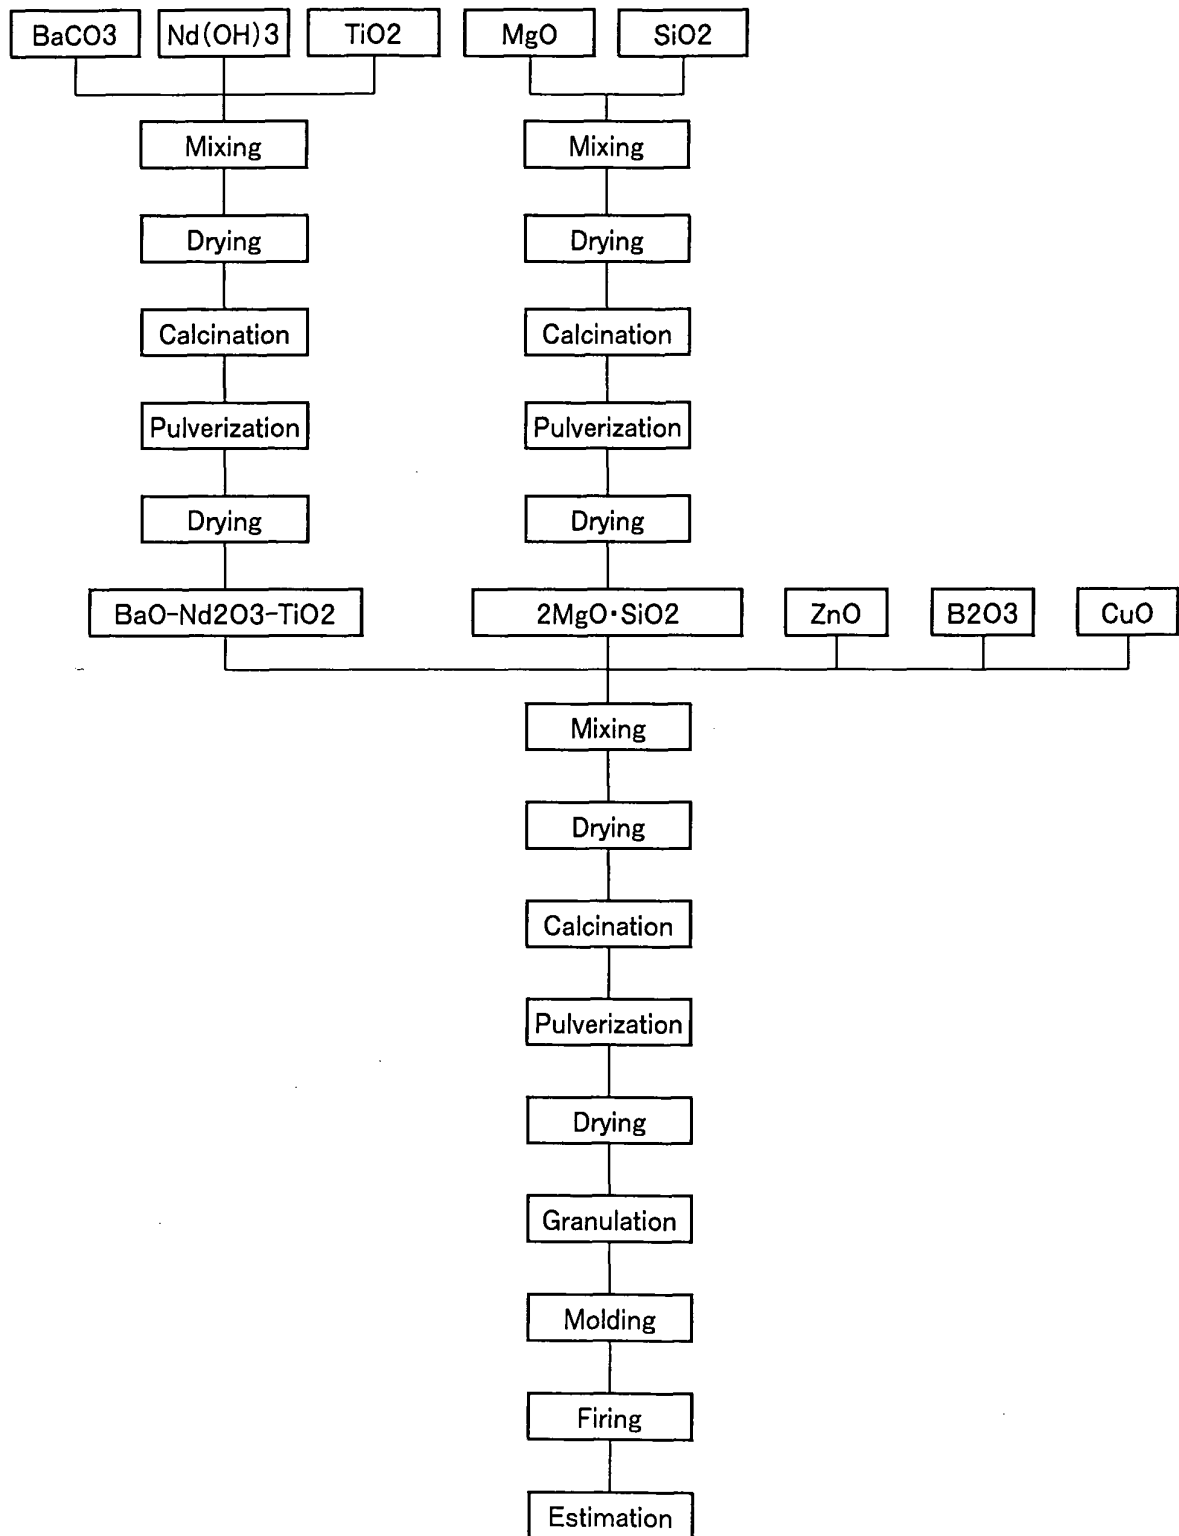 BaCO3 Nd(OH)3 TiO2 MgO SiO2
Mixing Mixing
Drying Drying
Calcination Calcination
Pulverization Pulverization
Drying Drying
BaO-Nd2O3-TiO2 2MgO・SiO2 ZnO B2O3 CuO
Mixing
Drying
Calcination
Pulverization
Drying
Granulation
Molding
Firing
Estimation